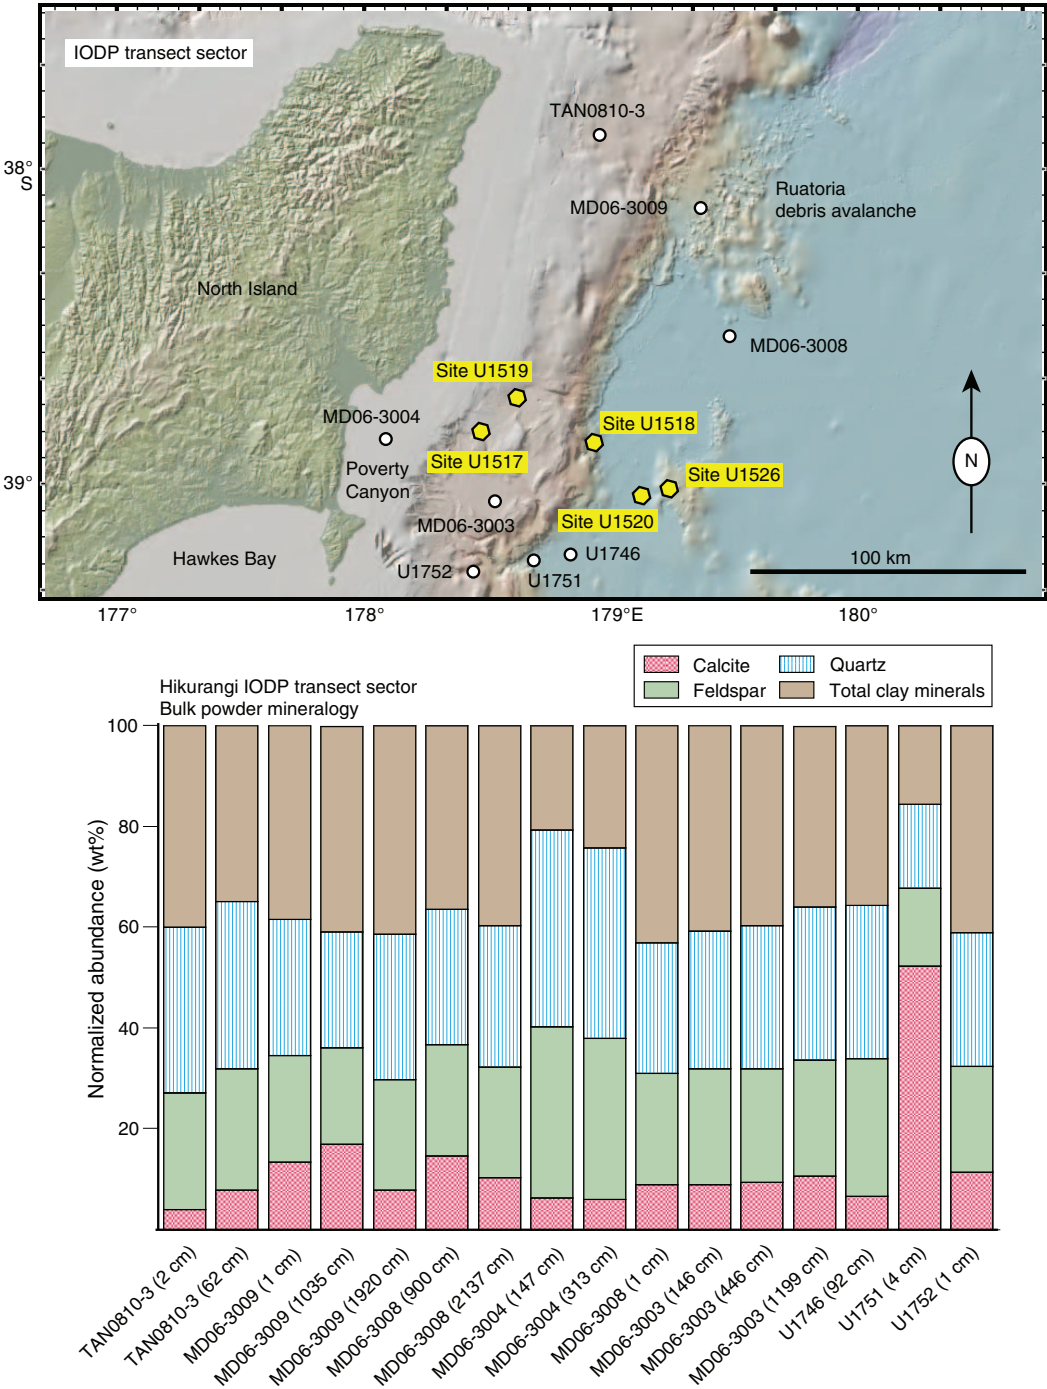 IODP transect sector
TAN0810-3
38°
S
MD06-3009
Ruatoria
debris avalanche
North Island
MD06-3008
Site U1519
MD06-3004
Site U1518
Poverty
Canyon
Site U1517
N
39°
Site U1526
MD06-3003
Site U1520
Hawkes Bay
U1746
100 km
U1752
U1751
177°
178°
179°E
180°
Calcite
Quartz
Feldspar
Total clay minerals
Hikurangi IODP transect sector
Bulk powder mineralogy
Normalized abundance (wt%)
100
80
60
40
20
TAN0810-3 (2 cm)
TAN0810-3 (62 cm)
MD06-3009 (1 cm)
MD06-3009 (1035 cm)
MD06-3009 (1920 cm)
MD06-3008 (900 cm)
MD06-3008 (2137 cm)
MD06-3004 (147 cm)
MD06-3004 (313 cm)
MD06-3008 (1 cm)
MD06-3003 (146 cm)
MD06-3003 (446 cm)
MD06-3003 (1199 cm)
U1746 (92 cm)
U1751 (4 cm)
U1752 (1 cm)